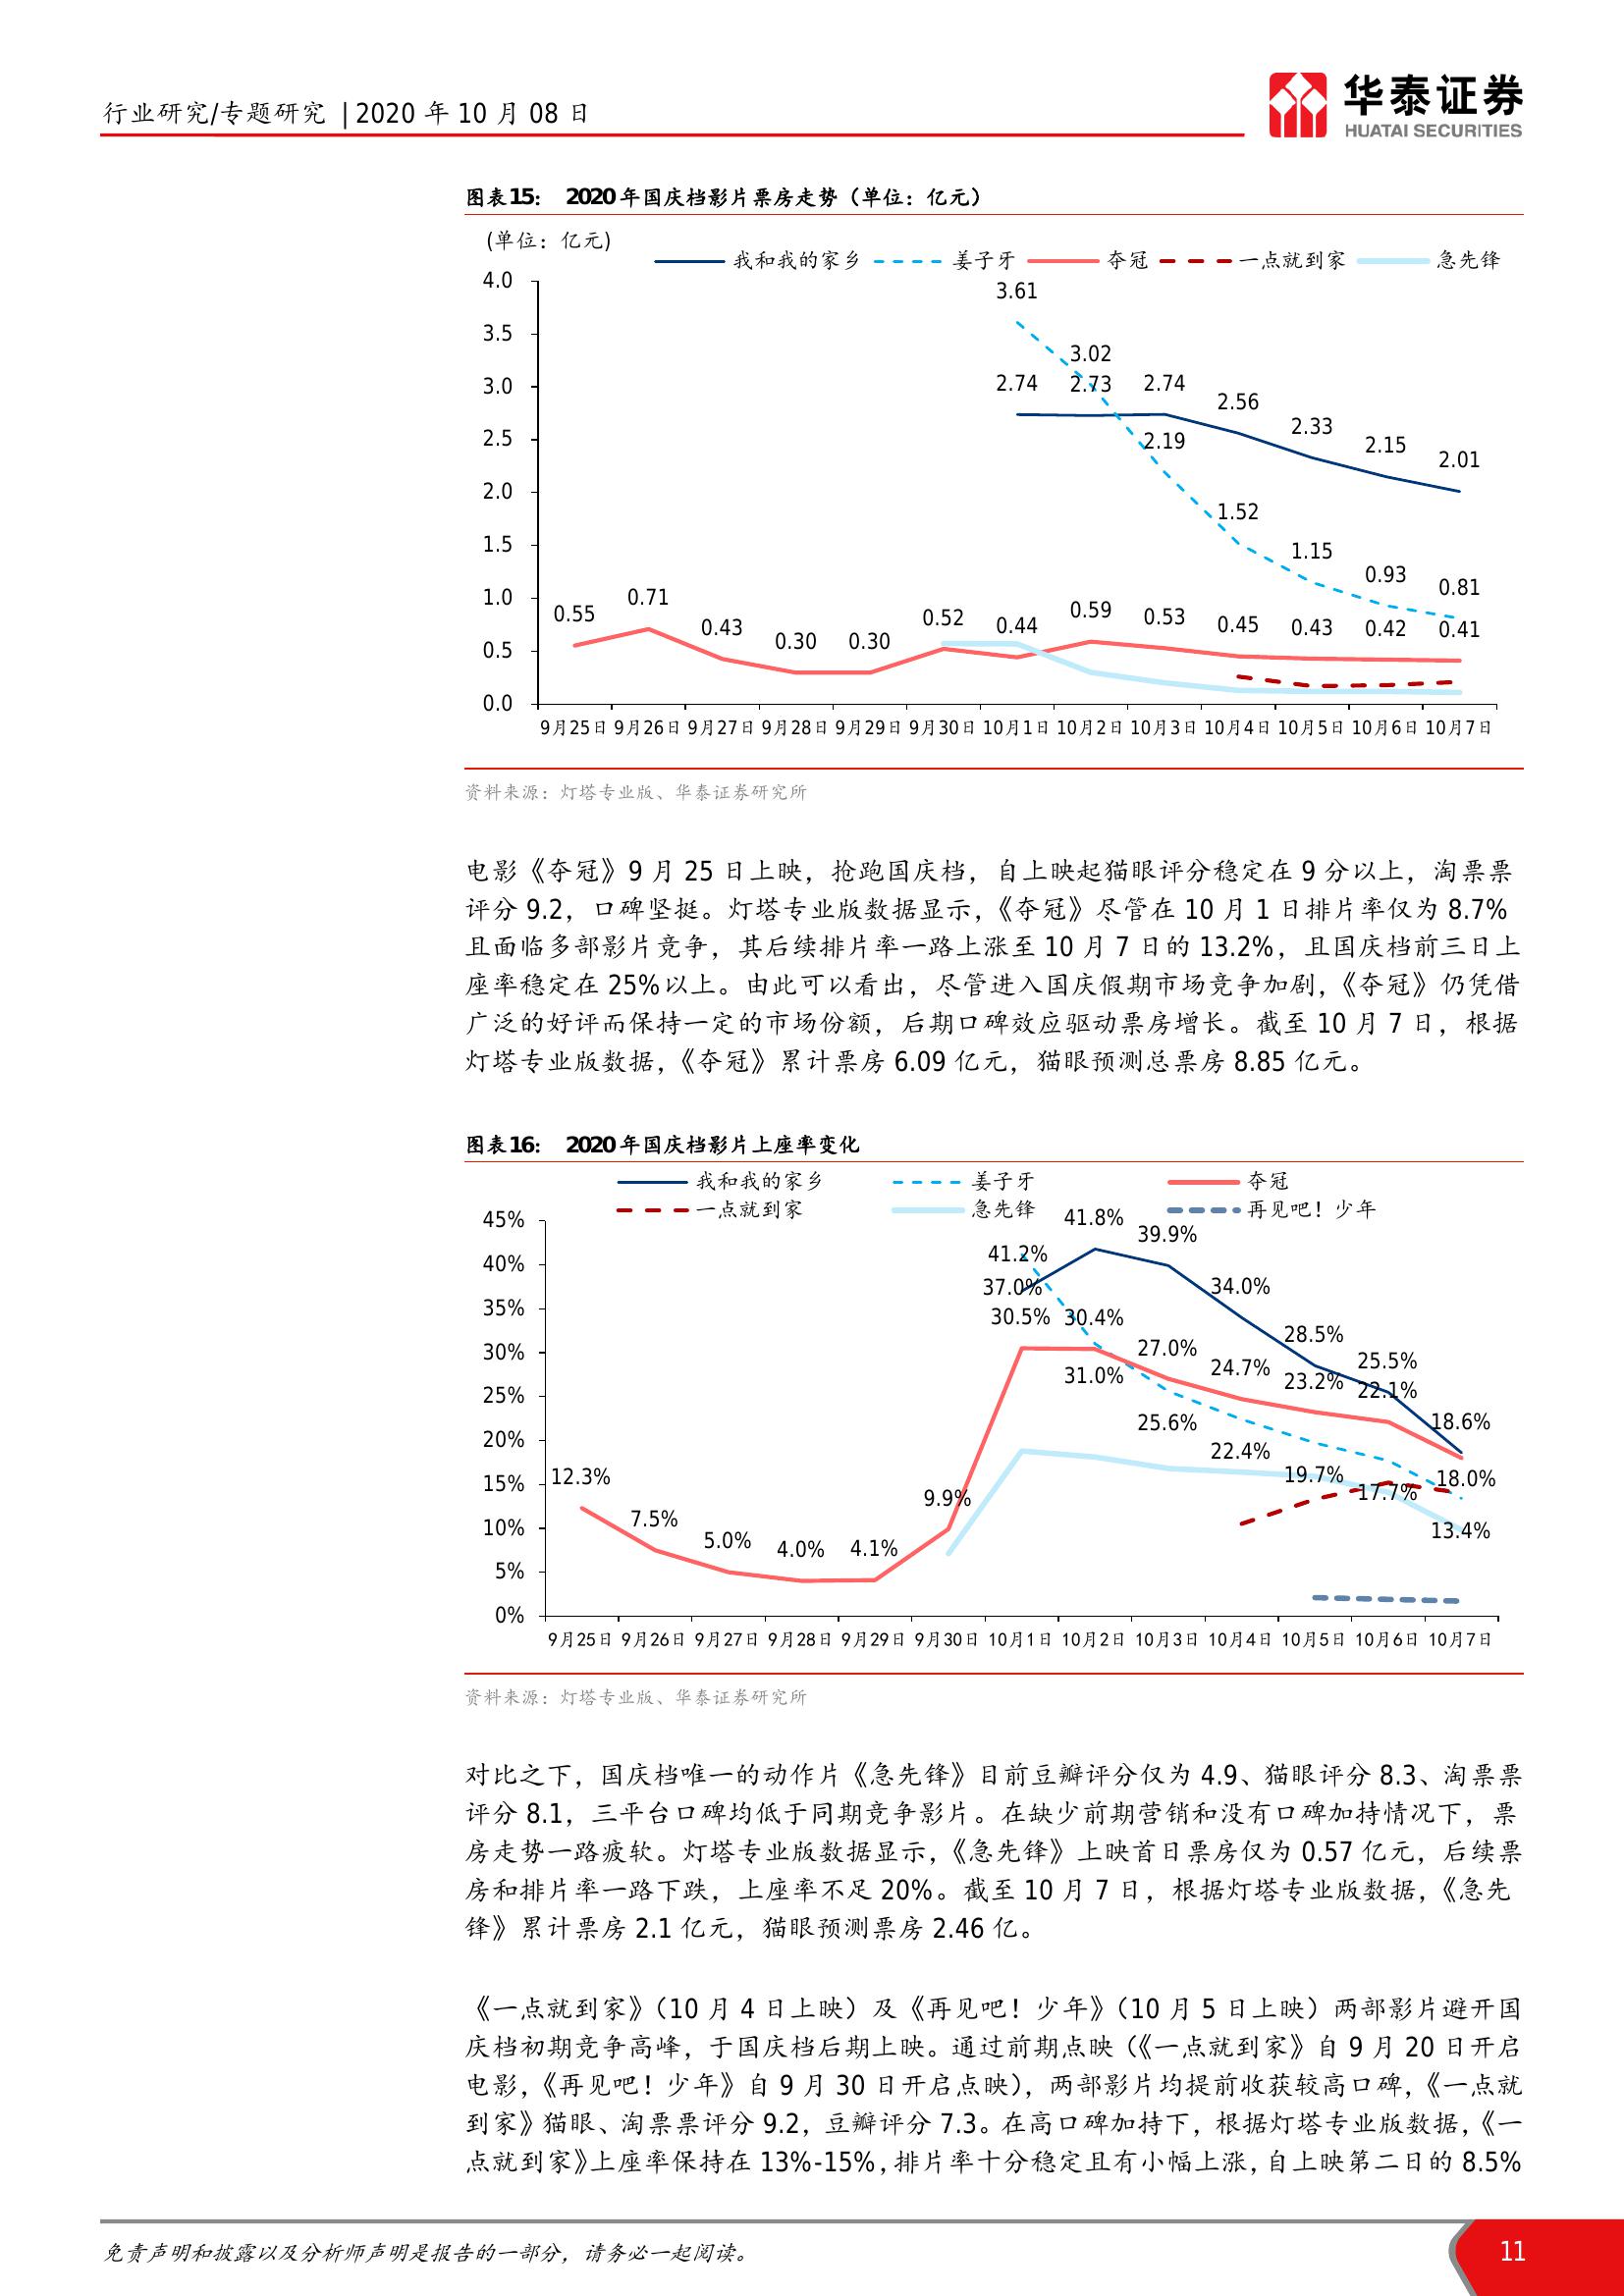 行业研究/专题研究 | 2020 年 10 月 08 日
华泰证券
HUATAI SECURITIES
图表15： 2020 年国庆档影片票房走势（单位：亿元）
(单位：亿元)
我和我的家乡 姜子牙 夺冠 一点就到家 急先锋
4.0
3.5
3.0
2.5
2.0
1.5
1.0
0.5
0.0
3.61
3.02
2.74 2.73 2.74
2.56
2.33
2.15
2.01
2.19
1.52
1.15
0.93
0.81
0.55
0.71
0.43
0.30
0.30
0.52
0.44
0.59
0.53
0.45
0.43
0.42
0.41
9月25日 9月26日 9月27日 9月28日 9月29日 9月30日 10月1日 10月2日 10月3日 10月4日 10月5日 10月6日 10月7日
资料来源：灯塔专业版、华泰证券研究所
电影《夺冠》9 月 25 日上映，抢跑国庆档，自上映起猫眼评分稳定在 9 分以上，淘票票
评分 9.2，口碑坚挺。灯塔专业版数据显示，《夺冠》尽管在 10 月 1 日排片率仅为 8.7%
且面临多部影片竞争，其后续排片率一路上涨至 10 月 7 日的 13.2%，且国庆档前三日上
座率稳定在 25%以上。由此可以看出，尽管进入国庆假期市场竞争加剧，《夺冠》仍凭借
广泛的好评而保持一定的市场份额，后期口碑效应驱动票房增长。截至 10 月 7 日，根据
灯塔专业版数据，《夺冠》累计票房 6.09 亿元，猫眼预测总票房 8.85 亿元。
图表16： 2020 年国庆档影片上座率变化
我和我的家乡 姜子牙 夺冠
一点就到家 急先锋 再见吧！少年
45%
40%
35%
30%
25%
20%
15%
10%
5%
0%
41.8%
39.9%
41.2%
37.0%
34.0%
30.5% 30.4%
28.5%
27.0%
25.5%
31.0%
24.7%
23.2%
22.1%
25.6%
18.6%
22.4%
19.7%
17.7%
18.0%
13.4%
12.3%
7.5%
5.0%
4.0%
4.1%
9.9%
9月25日 9月26日 9月27日 9月28日 9月29日 9月30日 10月1日 10月2日 10月3日 10月4日 10月5日 10月6日 10月7日
资料来源：灯塔专业版、华泰证券研究所
对比之下，国庆档唯一的动作片《急先锋》目前豆瓣评分仅为 4.9、猫眼评分 8.3、淘票票
评分 8.1，三平台口碑均低于同期竞争影片。在缺少前期营销和没有口碑加持情况下，票
房走势一路疲软。灯塔专业版数据显示，《急先锋》上映首日票房仅为 0.57 亿元，后续票
房和排片率一路下跌，上座率不足 20%。截至 10 月 7 日，根据灯塔专业版数据，《急先
锋》累计票房 2.1 亿元，猫眼预测票房 2.46 亿。
《一点就到家》（10 月 4 日上映）及《再见吧！少年》（10 月 5 日上映）两部影片避开国
庆档初期竞争高峰，于国庆档后期上映。通过前期点映（《一点就到家》自 9 月 20 日开启
电影，《再见吧！少年》自 9 月 30 日开启点映），两部影片均提前收获较高口碑，《一点就
到家》猫眼、淘票票评分 9.2，豆瓣评分 7.3。在高口碑加持下，根据灯塔专业版数据，《一
点就到家》上座率保持在 13%-15%，排片率十分稳定且有小幅上涨，自上映第二日的 8.5%
免责声明和披露以及分析师声明是报告的一部分，请务必一起阅读。
11